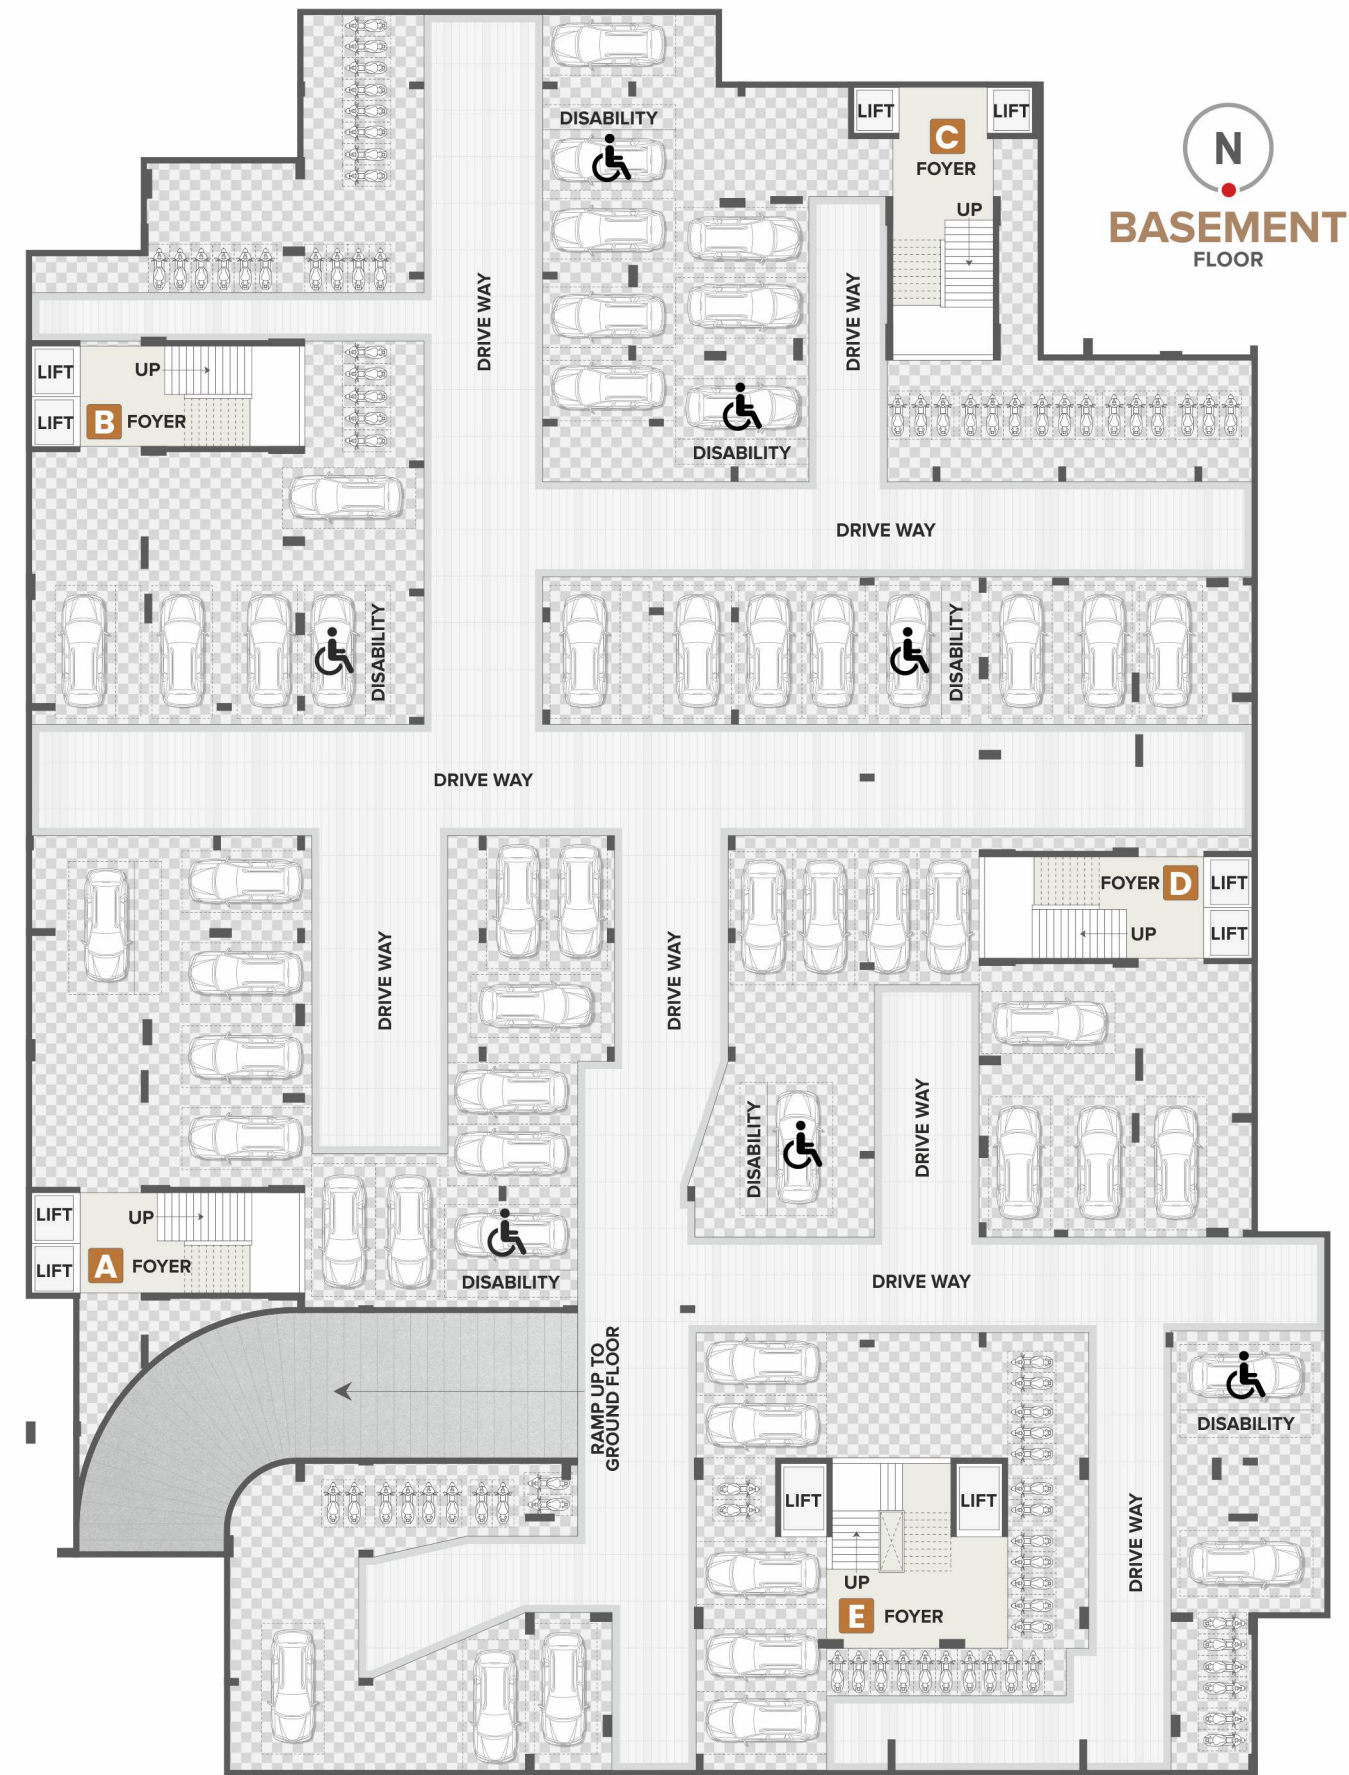 DISABILITY
LIFT
C
LIFT
FOYER
UP
N
BASEMENT
FLOOR
DRIVE WAY
DRIVE WAY
LIFT
UP
LIFT
B
FOYER
DISABILITY
DRIVE WAY
DISABILITY
DISABILITY
DRIVE WAY
FOYER
D
LIFT
UP
LIFT
DRIVE WAY
DRIVE WAY
DISABILITY
DRIVE WAY
LIFT
UP
LIFT
A
FOYER
DISABILITY
DRIVE WAY
RAMP UP TO
GROUND FLOOR
DISABILITY
LIFT
LIFT
DRIVE WAY
UP
E
FOYER